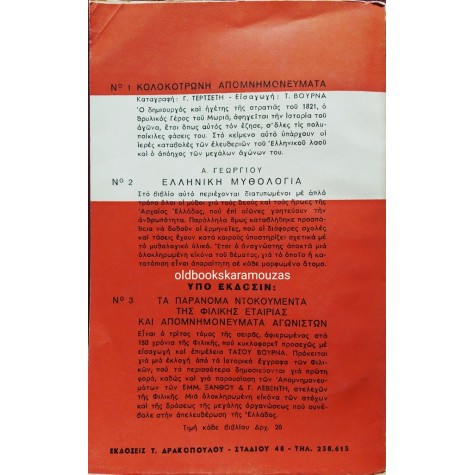 Νο 1 ΚΟΛΟΚΟΤΡΩΝΗ ΑΠΟΜΝΗΜΟΝΕΥΜΑΤΑ
Καταγραφή: Γ. ΤΕΡΤΣΕΤΗ - Εἰσαγωγή: Τ. ΒΟΥΡΝΑ
Ὁ δημιουργὸς καὶ ἡγέτης τῆς στρατιᾶς τοῦ 1821, ὁ
θρυλικὸς Γέρος τοῦ Μωριᾶ, ἀφηγεῖται τὴν ἱστορία τοῦ
ἀγώνα, ἔτσι ὅπως αὐτὸς τὸν ἔζησε, σ' ὅλες τὶς πολυ-
ποίκιλες φάσεις του. Στὸ κείμενο αὐτὸ ὑπάρχουν οἱ
ἱερὲς καταβολὲς τῶν ἐλευθεριῶν τοῦ Ἑλληνικοῦ λαοῦ
καὶ ὁ ἀπόηχος τῶν μεγάλων ἀγώνων του.
Α. ΓΕΩΡΓΙΟΥ
Νο 2 ΕΛΛΗΝΙΚΗ ΜΥΘΟΛΟΓΙΑ
Στὸ βιβλίο αὐτὸ περιέχονται διατυπωμένοι μὲ ἁπλὸ
τρόπο ὅλοι οἱ μῦθοι γιὰ τοὺς θεοὺς καὶ τοὺς ἥρωες τῆς
Ἀρχαίας Ἑλλάδας, ποὺ ἐπὶ αἰῶνες γοητεύουν τὴν
ἀνθρωπότητα. Παράλληλα ὅμως καταβλήθηκε προσπά-
θεια νὰ δοθοῦν οἱ ἑρμηνεῖες, ποὺ οἱ διάφορες σχολὲς
καὶ τάσεις ἔχουν κατὰ καιροὺς ὑποστηρίξει σχετικὰ μὲ
τὸ μυθολογικὸ ὑλικό. Ἔτσι ὁ ἀναγνώστης ἀποκτᾶ μιὰ
ὁλοκληρωμένη εἰκόνα τοῦ θέματος, γιὰ τὸ ὁποῖο ἡ κα-
τατόπιση εἶναι ἀπαραίτητη σὲ κάθε μορφωμένο ἄτομο.
oldbookskaramouzas
ΥΠΟ ΕΚΔΟΣΙΝ:
Νο 3 ΤΑ ΠΑΡΑΝΟΜΑ ΝΤΟΚΟΥΜΕΝΤΑ
ΤΗΣ ΦΙΛΙΚΗΣ ΕΤΑΙΡΙΑΣ
ΚΑΙ ΑΠΟΜΝΗΜΟΝΕΥΜΑΤΑ ΑΓΩΝΙΣΤΩΝ
Εἶναι ὁ τρίτος τόμος τῆς σειρᾶς, ἀφιερωμένος στὰ
150 χρόνια τῆς Φιλικῆς, ποὺ κυκλοφορεῖ προσεχῶς μὲ
εἰσαγωγὴ καὶ ἐπιμέλεια ΤΑΣΟΥ ΒΟΥΡΝΑ. Πρόκειται
γιὰ μιὰ ἐκλογὴ ἀπὸ τὰ ἱστορικὰ ἔγγραφα τῶν Φιλι-
κῶν, ποὺ τὰ περισσότερα δημοσιεύονται γιὰ πρώτη
φορά, καθὼς καὶ γιὰ παρουσίαση τῶν «Ἀπομνημονευ-
μάτων» τῶν ΕΜΜ. ΞΑΝΘΟΥ & Γ. ΛΕΒΕΝΤΗ, στελεχῶν
τῆς Φιλικῆς. Μιὰ ὁλοκληρωμένη εἰκόνα τῶν στόχων
καὶ τῆς δράσης τῆς μεγάλης ὀργανώσεως ποὺ συνέ-
βαλε στὴν ἀπελευθέρωση τῆς Ἑλλάδος.
Τιμὴ κάθε βιβλίου Δρχ. 20
ΕΚΔΟΣΕΙΣ Τ. ΔΡΑΚΟΠΟΥΛΟΥ - ΣΤΑΔΙΟΥ 48 - ΤΗΛ. 238.615